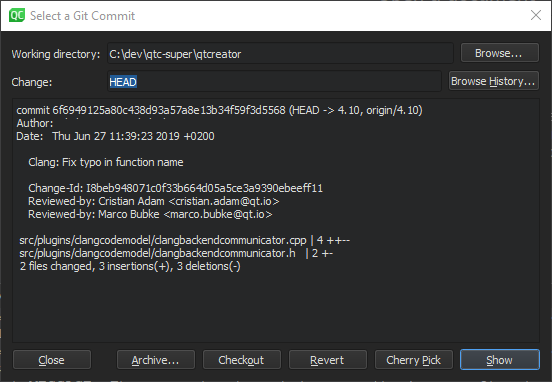 QC Select a Git Commit
Working directory: C:\dev\qtc-super\qtcreator Browse...
Change: HEAD Browse History...
commit 6f6949125a80c438d93a57a8e13b34f59f3d5568 (HEAD -> 4.10, origin/4.10)
Author:
Date: Thu Jun 27 11:39:23 2019 +0200
Clang: Fix typo in function name
Change-Id: I8beb948071c0f33b664d05a5ce3a9390ebeeff11
Reviewed-by: Cristian Adam <cristian.adam@qt.io>
Reviewed-by: Marco Bubke <marco.bubke@qt.io>
src/plugins/clangcodemodel/clangbackendcommunicator.cpp | 4 ++--
src/plugins/clangcodemodel/clangbackendcommunicator.h | 2 +-
2 files changed, 3 insertions(+), 3 deletions(-)
Close Archive... Checkout Revert Cherry Pick Show